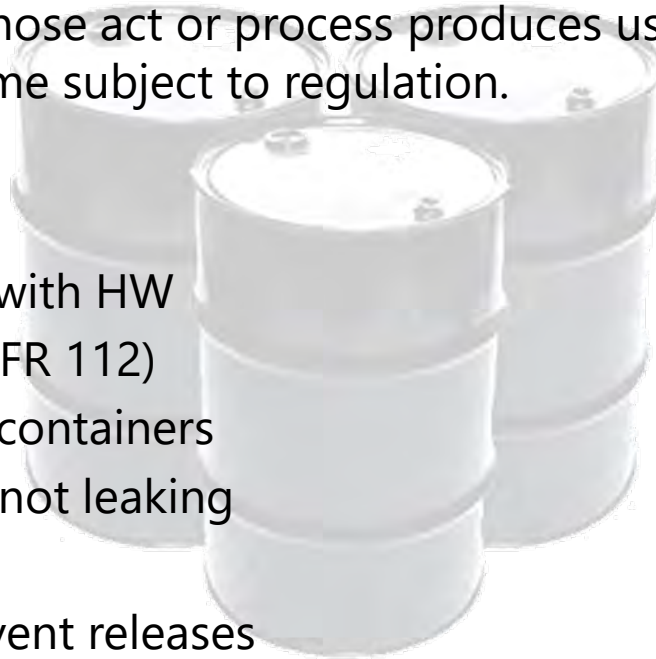 hose act or process produces us
me subject to regulation.
with HW
FR 112)
containers
not leaking
vent releases